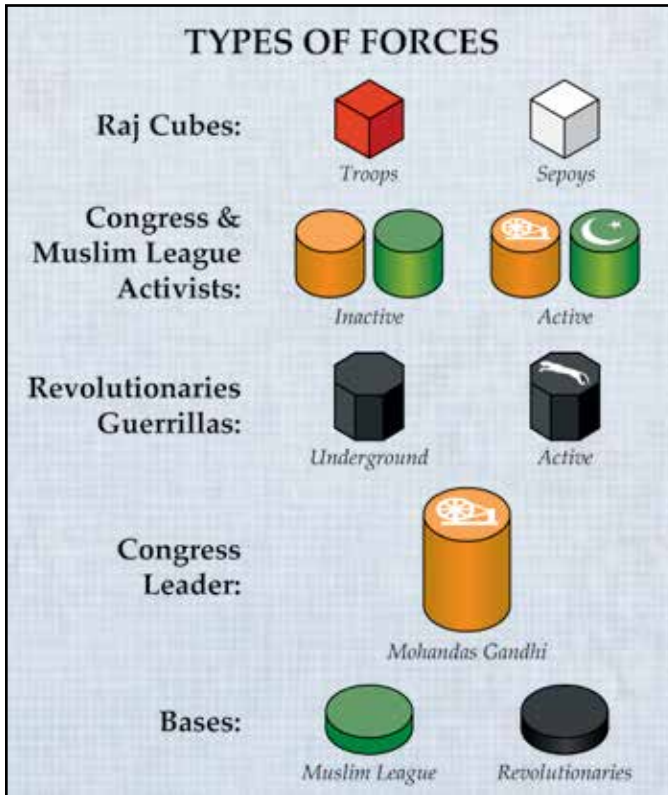 TYPES OF FORCES
Raj Cubes:
Troops
Sepoys
Congress &
Muslim League
Activists:
Inactive
Active
Revolutionaries
Guerrillas:
Underground
Active
Congress
Leader:
Mohandas Gandhi
Bases:
Muslim League
Revolutionaries